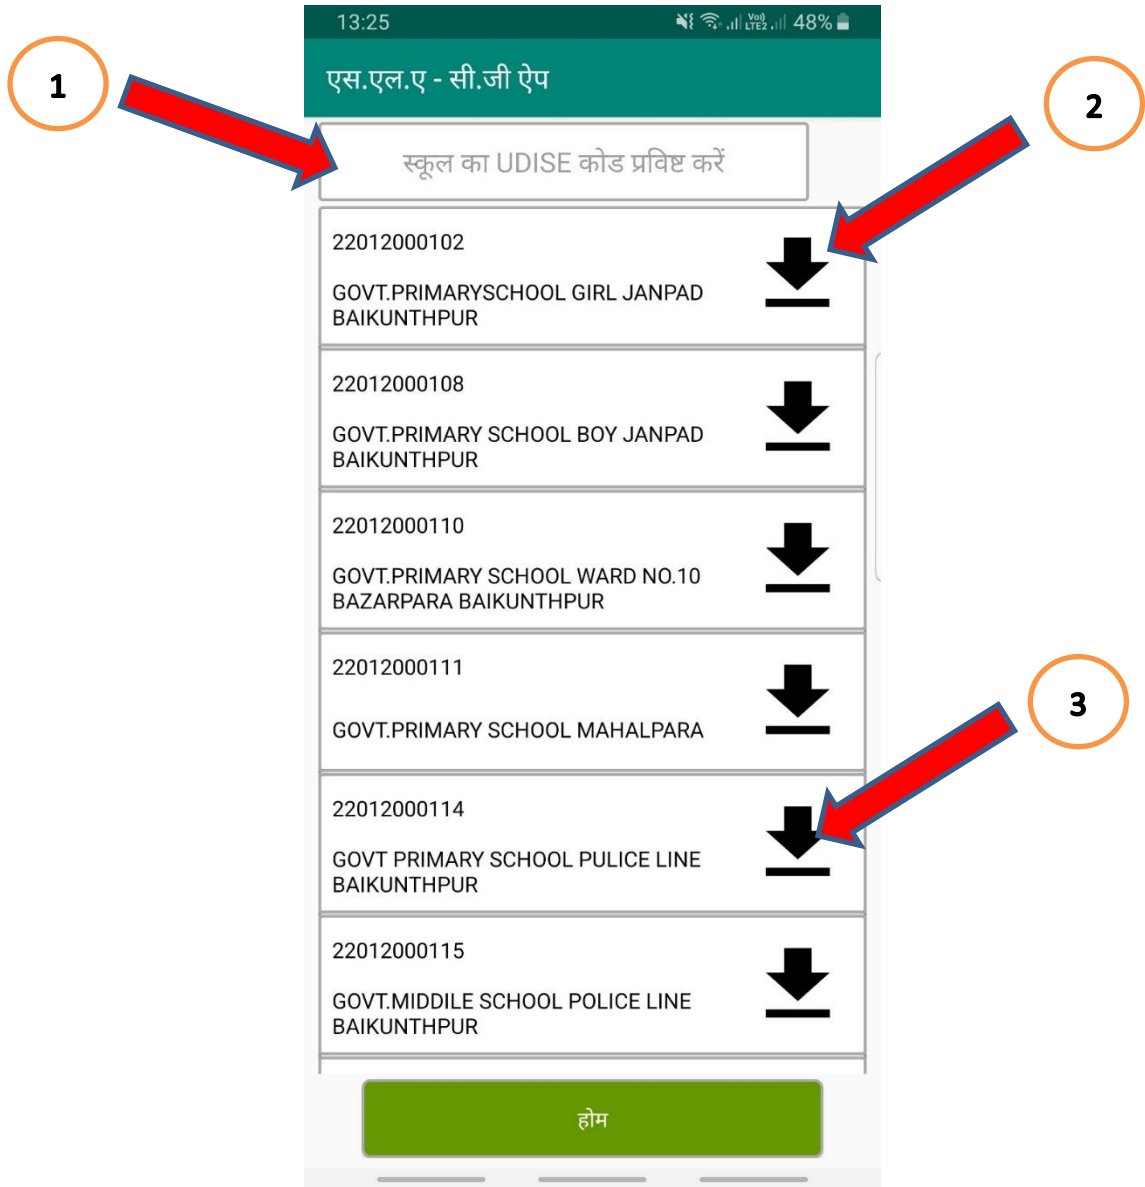 13:25 Vo) LTE2 48%
1
एस.एल.ए - सी.जी ऐप
2
स्कूल का UDISE कोड प्रविष्ट करें
22012000102
GOVT.PRIMARYSCHOOL GIRL JANPAD
BAIKUNTHPUR
22012000108
GOVT.PRIMARY SCHOOL BOY JANPAD
BAIKUNTHPUR
22012000110
GOVT.PRIMARY SCHOOL WARD NO.10
BAZARPARA BAIKUNTHPUR
22012000111
GOVT.PRIMARY SCHOOL MAHALPARA
3
22012000114
GOVT PRIMARY SCHOOL PULICE LINE
BAIKUNTHPUR
22012000115
GOVT.MIDDILE SCHOOL POLICE LINE
BAIKUNTHPUR
होम